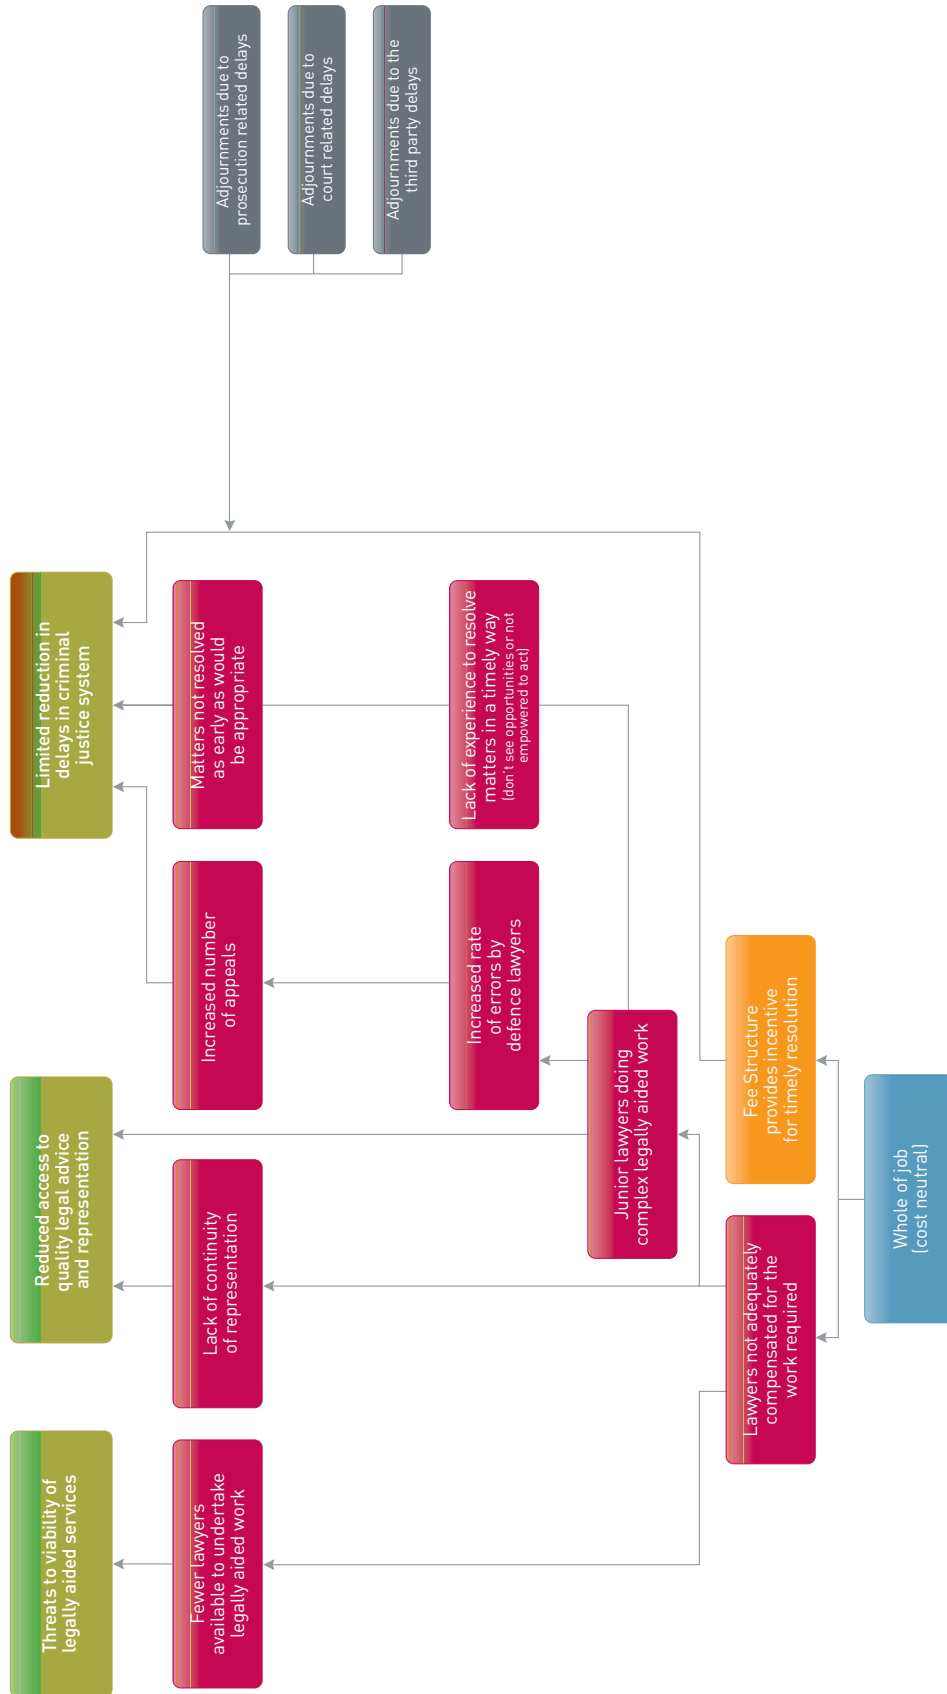 Threats to viability of
legally aided services
Reduced access to
quality legal advice
and representation
Limited reduction in
delays in criminal
justice system
Fewer lawyers
available to undertake
legally aided work
Lack of continuity
of representation
Increased number
of appeals
Matters not resolved
as early as would
be appropriate
Adjournments due to
prosecution related delays
Adjournments due to
court related delays
Adjournments due to the
third party delays
Increased rate
of errors by
defence lawyers
Lack of experience to resolve
matters in a timely way
(don't see opportunities or not
empowered to act)
Junior lawyers doing
complex legally aided work
Lawyers not adequately
compensated for the
work required
Fee Structure
provides incentive
for timely resolution
Whole of job
(cost neutral)